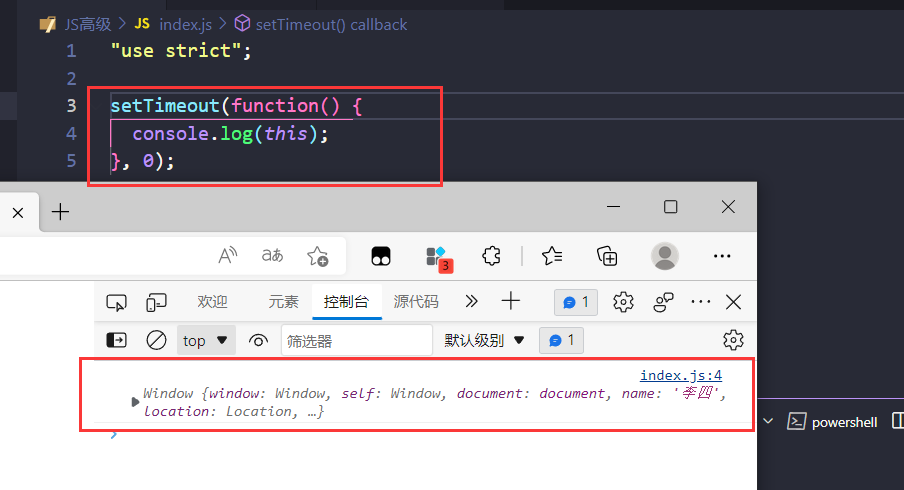 JS高级 > JS index.js > setTimeout() callback
1 "use strict";
2
3 setTimeout(function() {
4 console.log(this);
5 }, 0);
A あ
3
欢迎 元素 控制台 源代码 1
top 筛选器 默认级别 1
index.js:4
Window {window: Window, self: Window, document: document, name: '李四',
location: Location, …}
powershell